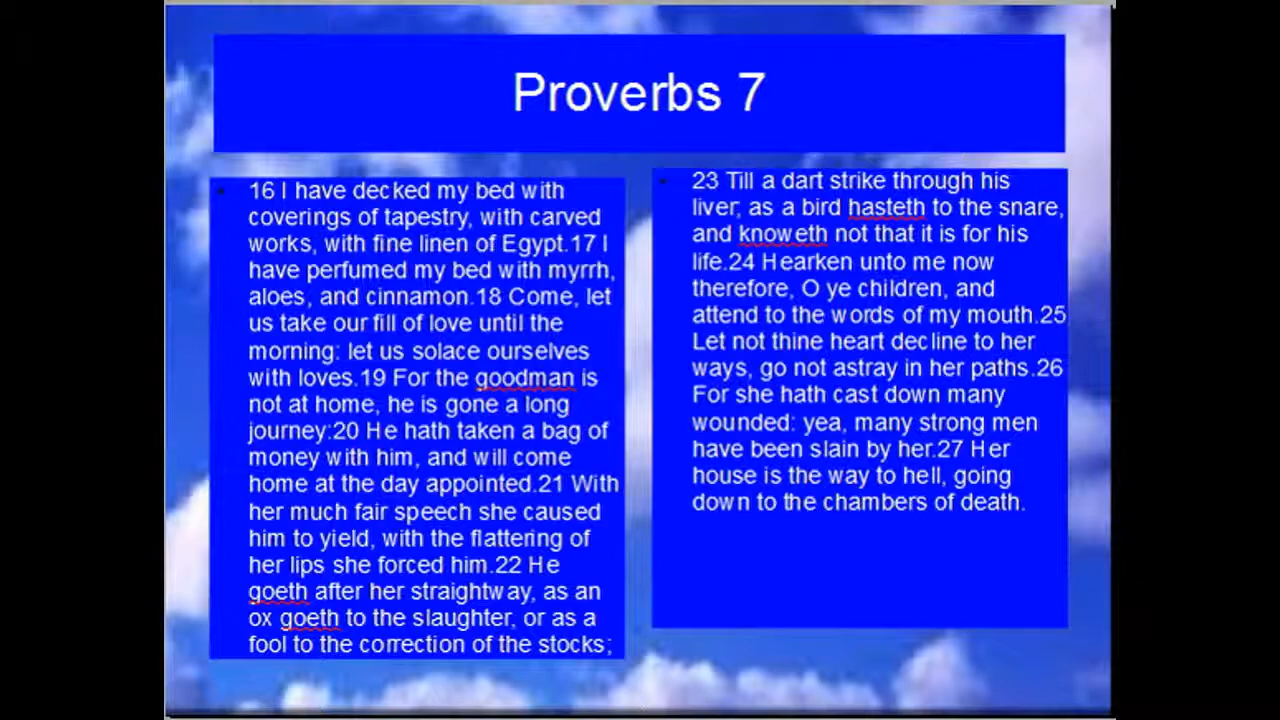 Proverbs 7
16 I have decked my bed with
coverings of tapestry, with carved
works, with fine linen of Egypt.17 I
have perfumed my bed with myrrh,
aloes, and cinnamon.18 Come, let
us take our fill of love until the
morning: let us solace ourselves
with loves.19 For the goodman is
not at home, he is gone a long
journey:20 He hath taken a bag of
money with him, and will come
home at the day appointed.21 With
her much fair speech she caused
him to yield, with the flattering of
her lips she forced him.22 He
goeth after her straightway, as an
ox goeth to the slaughter, or as a
fool to the correction of the stocks;
23 Till a dart strike through his
liver; as a bird hasteth to the snare,
and knoweth not that it is for his
life.24 Hearken unto me now
therefore, O ye children, and
attend to the words of my mouth.25
Let not thine heart decline to her
ways, go not astray in her paths.26
For she hath cast down many
wounded: yea, many strong men
have been slain by her.27 Her
house is the way to hell, going
down to the chambers of death.